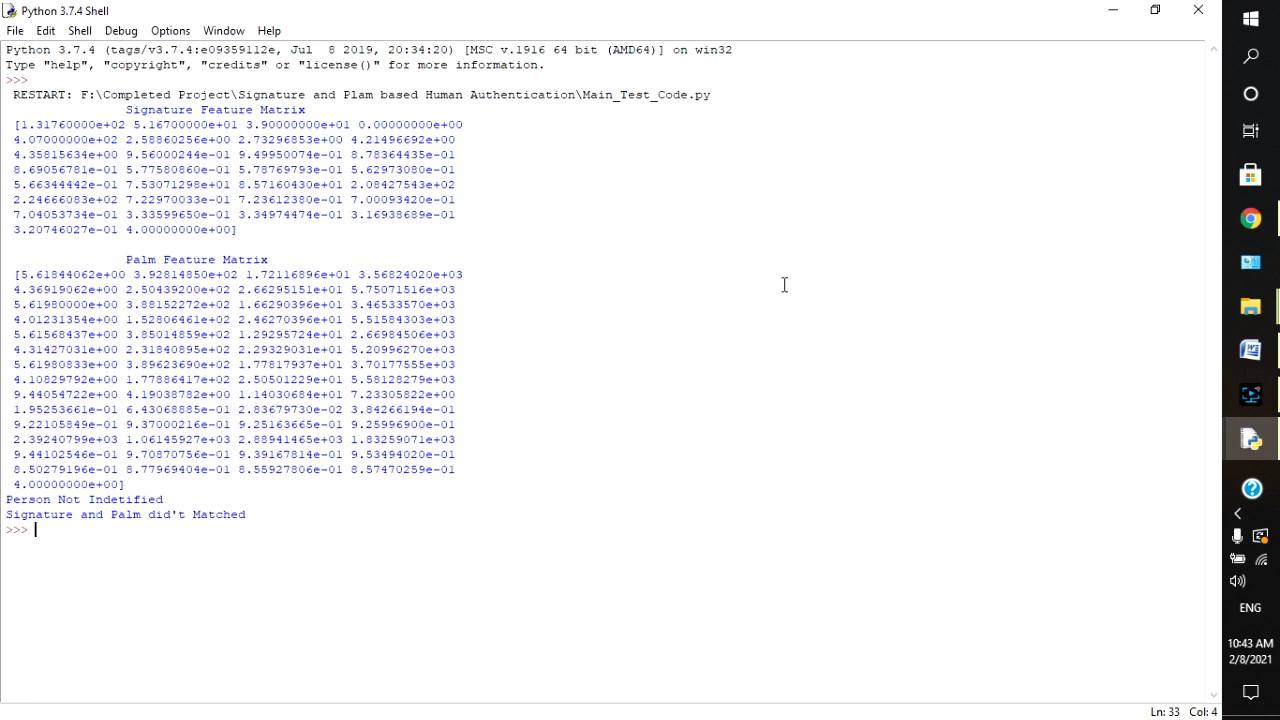 Python 3.7.4 Shell
File Edit Shell Debug Options Window Help
Python 3.7.4 (tags/v3.7.4:e09359112e, Jul  8 2019, 20:34:20) [MSC v.1916 64 bit (AMD64)] on win32
Type "help", "copyright", "credits" or "license()" for more information.
>>>
RESTART: F:\Completed Project\Signature and Plam based Human Authentication\Main_Test_Code.py
Signature Feature Matrix
[1.31760000e+02 5.16700000e+01 3.90000000e+01 0.00000000e+00
4.07000000e+02 2.58860256e+00 2.73296853e+00 4.21496692e+00
4.35815634e+00 9.56000244e-01 9.49950074e-01 8.78364435e-01
8.69056781e-01 5.77580860e-01 5.78769793e-01 5.62973080e-01
5.66344442e-01 7.53071298e-01 8.57160430e+01 2.08427543e+02
2.24666083e+02 7.22970033e-01 7.23612380e-01 7.00093420e-01
7.04053734e-01 3.33599650e-01 3.34974474e-01 3.16938689e-01
3.20746027e-01 4.00000000e+00]
Palm Feature Matrix
[5.61844062e+00 3.92814850e+02 1.72116896e+01 3.56824020e+03
4.36919062e+00 2.50439200e+02 2.66295151e+01 5.75071516e+03
5.61980000e+00 3.88152272e+02 1.66290396e+01 3.46533570e+03
4.01231354e+00 1.52806461e+02 2.46270396e+01 5.51584303e+03
5.61568437e+00 3.85014859e+02 1.29295724e+01 2.66984506e+03
4.31427031e+00 2.31840895e+02 2.29329031e+01 5.20996270e+03
5.61980833e+00 3.89623690e+02 1.77817937e+01 3.70177555e+03
4.10829792e+00 1.77886417e+02 2.50501229e+01 5.58128279e+03
9.44054722e+00 4.19038782e+00 1.14030684e+01 7.23305822e+00
1.95253661e-01 6.43068885e-01 2.83679730e-02 3.84266194e-01
9.22105849e-01 9.37000216e-01 9.25163665e-01 9.25996900e-01
2.39240799e+03 1.06145927e+03 2.88941465e+03 1.83259071e+03
9.44102546e-01 9.70870756e-01 9.39167814e-01 9.53494020e-01
8.50279196e-01 8.77969404e-01 8.55927806e-01 8.57470259e-01
4.00000000e+00]
Person Not Indetified
Signature and Palm did't Matched
>>>
Ln: 33 Col: 4
ENG
10:43 AM
2/8/2021